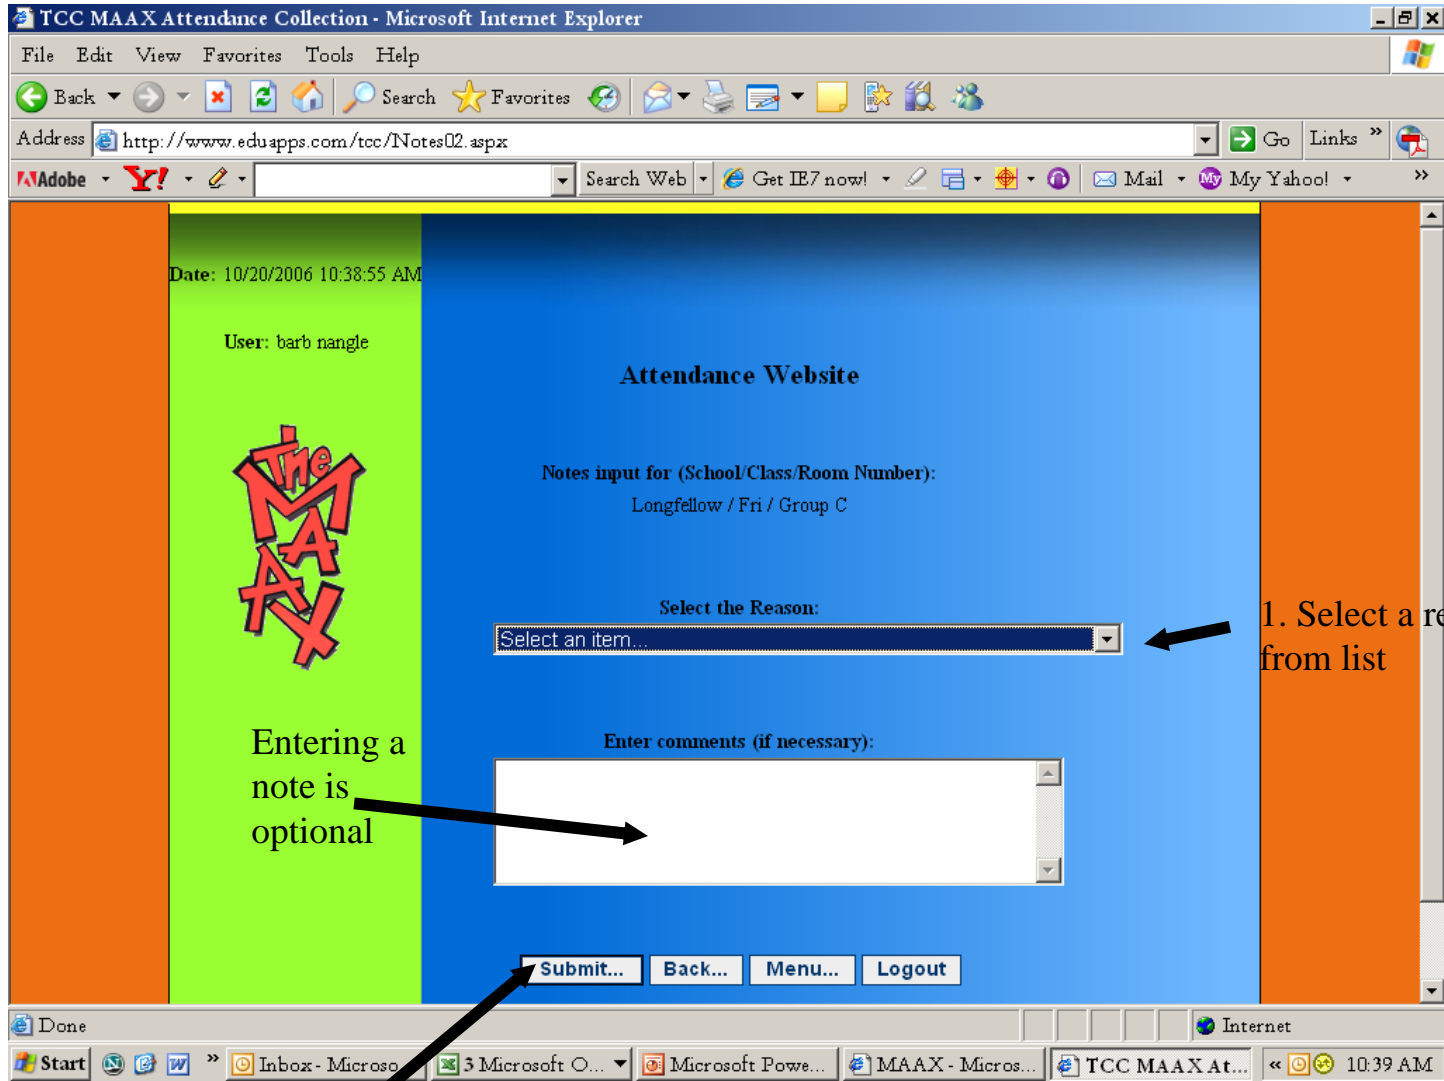 TCC MAAX Attendance Collection - Microsoft Internet Explorer
File Edit View Favorites Tools Help
Back Search Favorites
Address http://www.eduapps.com/tcc/Notes02.aspx Go Links »
Adobe Y! Search Web Get IE7 now! Mail My My Yahoo! »
Date: 10/20/2006 10:38:55 AM
User: barb nangle
The MAAX
Attendance Website
Notes input for (School/Class/Room Number):
Longfellow / Fri / Group C
Select the Reason:
Select an item...
1. Select a re
from list
Enter comments (if necessary):
Entering a
note is
optional
Submit... Back... Menu... Logout
Done Internet
Start » Inbox - Microso 3 Microsoft O... Microsoft Powe... MAAX - Micros... TCC MAAX At... « 10:39 AM